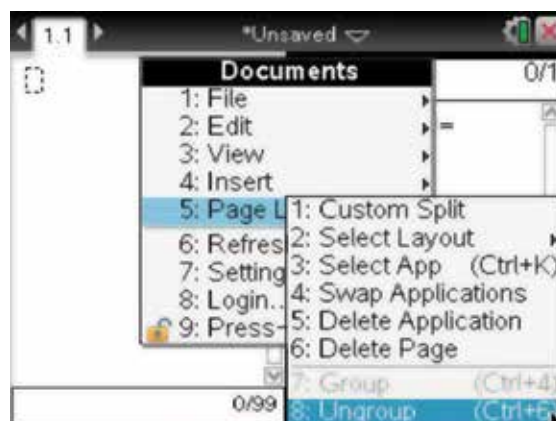 1.1 *Unsaved
Documents 0/1
1: File
2: Edit =
3: View
4: Insert
5: Page L
6: Refres
7: Setting
8: Login..
9: Press-
1: Custom Split
2: Select Layout
3: Select App (Ctrl+K)
4: Swap Applications
5: Delete Application
6: Delete Page
7: Group (Ctrl+4)
8: Ungroup (Ctrl+6)
0/99